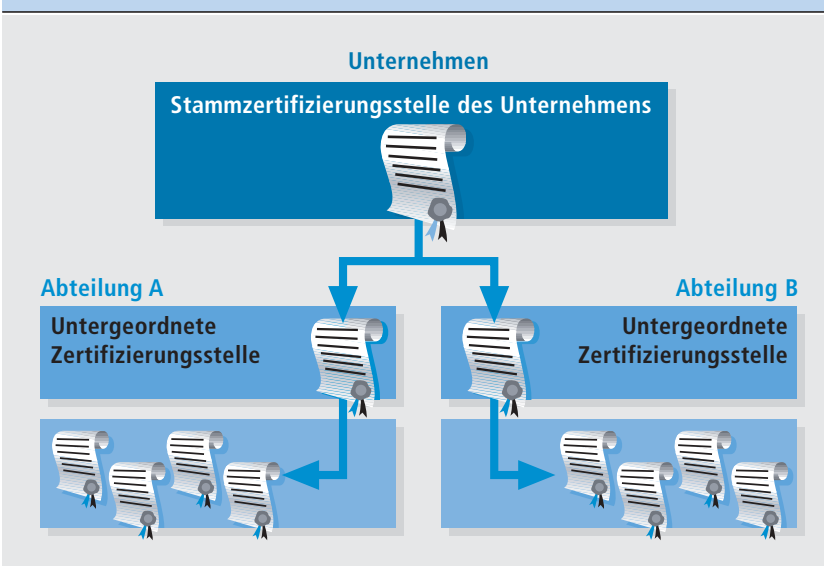 Unternehmen
Stammzertifizierungsstelle des Unternehmens
Abteilung A
Untergeordnete
Zertifizierungsstelle
Abteilung B
Untergeordnete
Zertifizierungsstelle